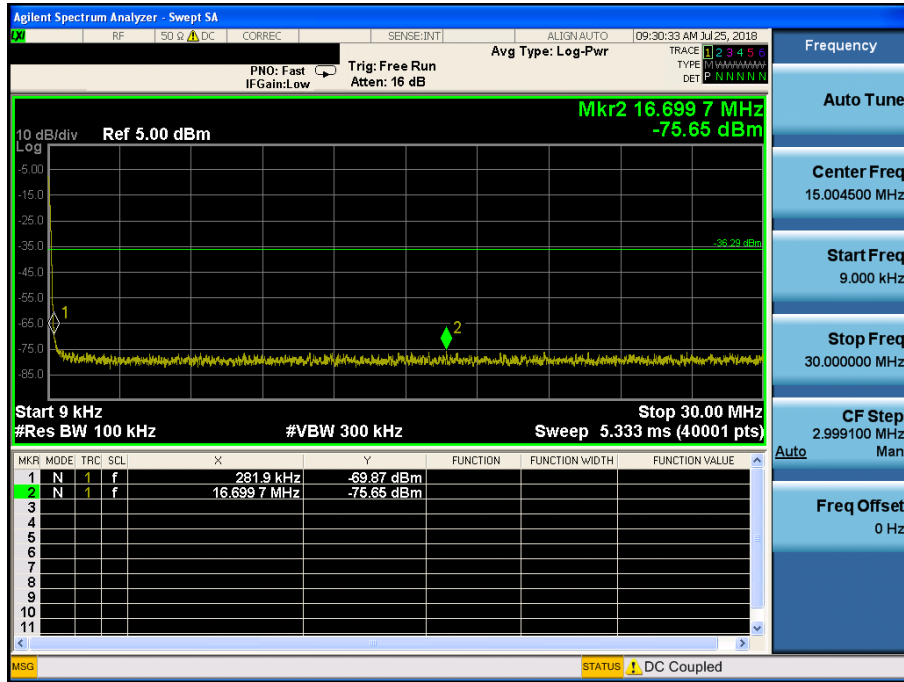 Agilent Spectrum Analyzer - Swept SA
LXI RF 50 Ω DC CORREC SENSE:INT ALIGN AUTO 09:30:33 AM Jul 25, 2018
Avg Type: Log-Pwr
TRACE 1 2 3 4 5 6
PNO: Fast Trig: Free Run
TYPE M W W W W W
IFGain:Low Atten: 16 dB
DET P N N N N N
Mkr2 16.699 7 MHz
-75.65 dBm
10 dB/div Ref 5.00 dBm
Log
-5.00
-15.0
-25.0
-35.0
-36.29 dBm
-45.0
-55.0
-65.0
1
2
-75.0
-85.0
Start 9 kHz Stop 30.00 MHz
#Res BW 100 kHz #VBW 300 kHz Sweep 5.333 ms (40001 pts)
MKR MODE TRC SCL X Y FUNCTION FUNCTION WIDTH FUNCTION VALUE
1 N 1 f 281.9 kHz -69.87 dBm
2 N 1 f 16.699 7 MHz -75.65 dBm
3
4
5
6
7
8
9
10
11
MSG STATUS DC Coupled
Frequency
Auto Tune
Center Freq
15.004500 MHz
Start Freq
9.000 kHz
Stop Freq
30.000000 MHz
CF Step
2.999100 MHz
Auto Man
Freq Offset
0 Hz